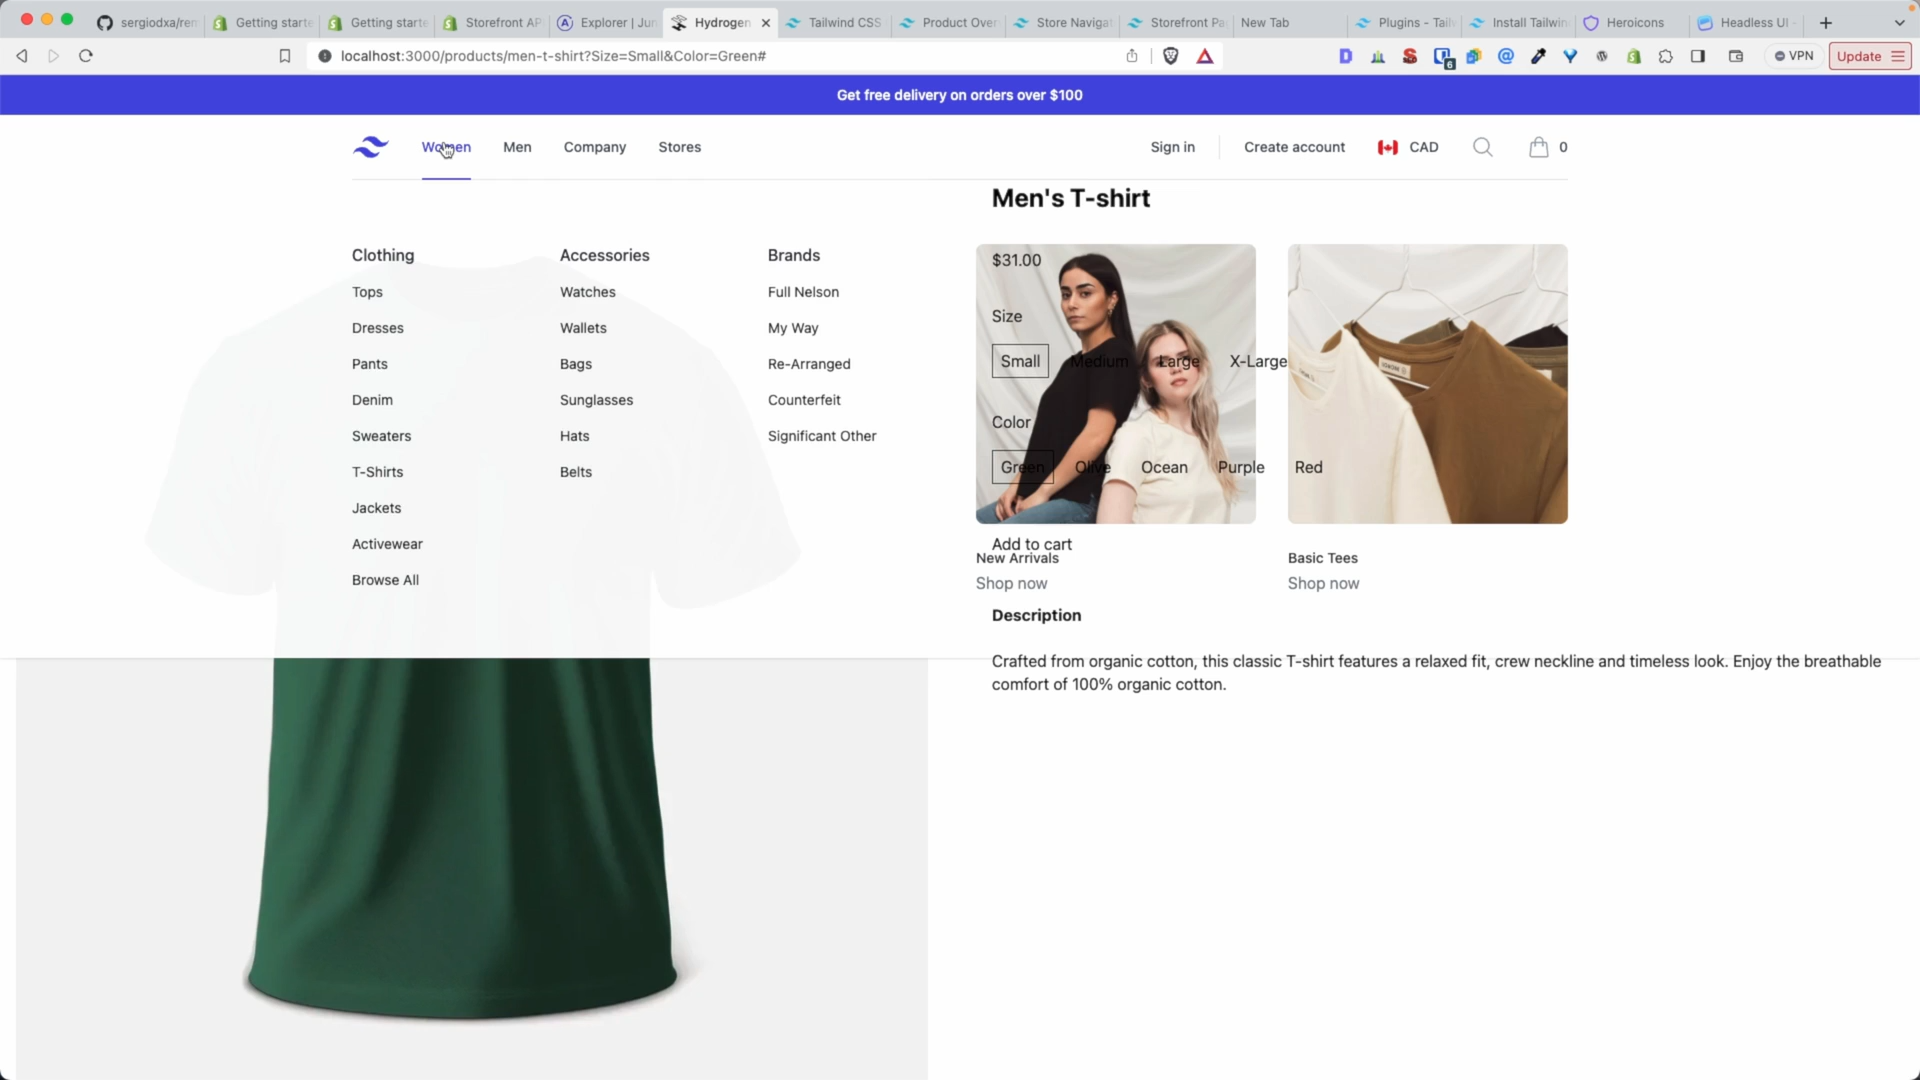 sergiodxa/rem
Getting starte
Getting starte
Storefront AP
Explorer | Jun
Hydrogen
Tailwind CSS
Product Over
Store Navigat
Storefront Pa
New Tab
Plugins - Tailw
Install Tailwin
Heroicons
Headless UI -
localhost:3000/products/men-t-shirt?Size=Small&Color=Green#
6
VPN
Update
Get free delivery on orders over $100
Women
Men
Company
Stores
Sign in
Create account
CAD
0
Men's T-shirt
Clothing
Tops
Dresses
Pants
Denim
Sweaters
T-Shirts
Jackets
Activewear
Browse All
Accessories
Watches
Wallets
Bags
Sunglasses
Hats
Belts
Brands
Full Nelson
My Way
Re-Arranged
Counterfeit
Significant Other
$31.00
Size
Small Medium Large X-Large
Color
Green Olive Ocean Purple Red
Add to cart
New Arrivals
Shop now
Basic Tees
Shop now
Description
Crafted from organic cotton, this classic T-shirt features a relaxed fit, crew neckline and timeless look. Enjoy the breathable
comfort of 100% organic cotton.